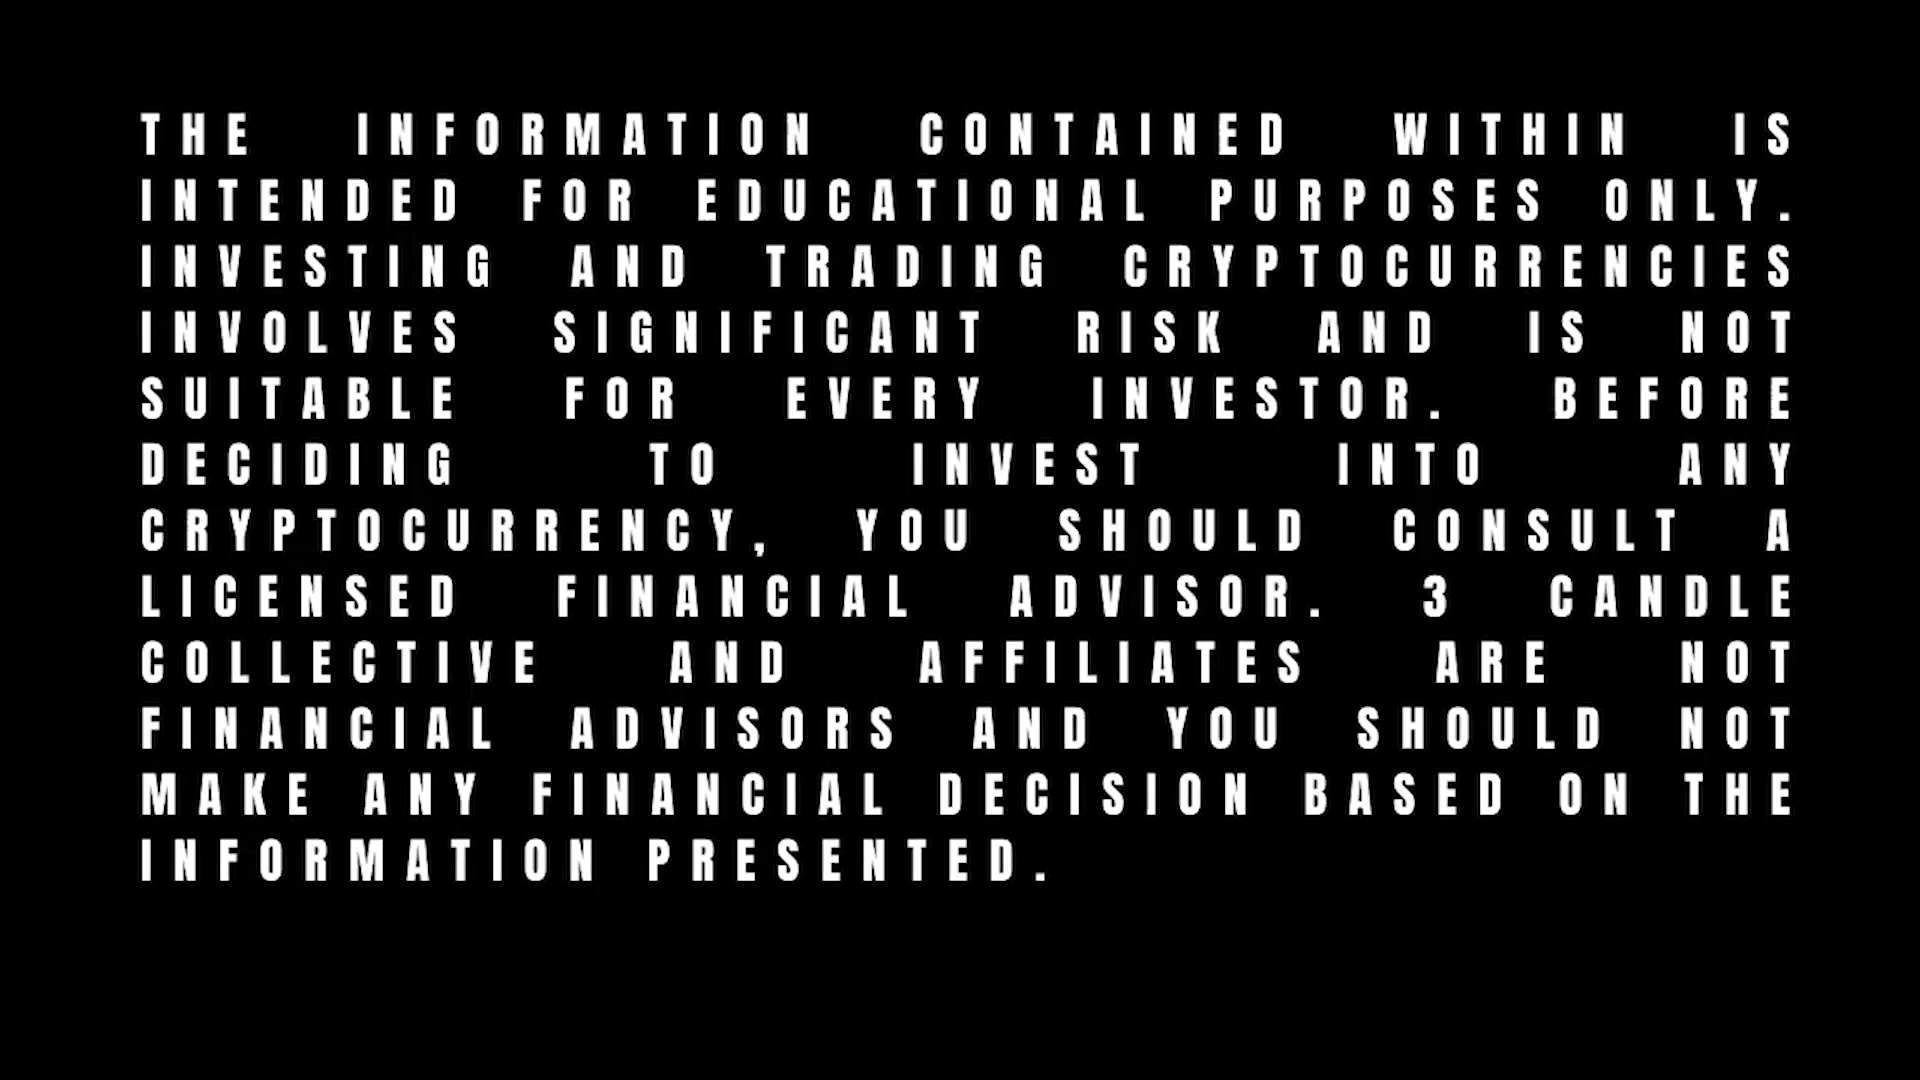 THE INFORMATION CONTAINED WITHIN IS
INTENDED FOR EDUCATIONAL PURPOSES ONLY.
INVESTING AND TRADING CRYPTOCURRENCIES
INVOLVES SIGNIFICANT RISK AND IS NOT
SUITABLE FOR EVERY INVESTOR. BEFORE
DECIDING TO INVEST INTO ANY
CRYPTOCURRENCY, YOU SHOULD CONSULT A
LICENSED FINANCIAL ADVISOR. 3 CANDLE
COLLECTIVE AND AFFILIATES ARE NOT
FINANCIAL ADVISORS AND YOU SHOULD NOT
MAKE ANY FINANCIAL DECISION BASED ON THE
INFORMATION PRESENTED.